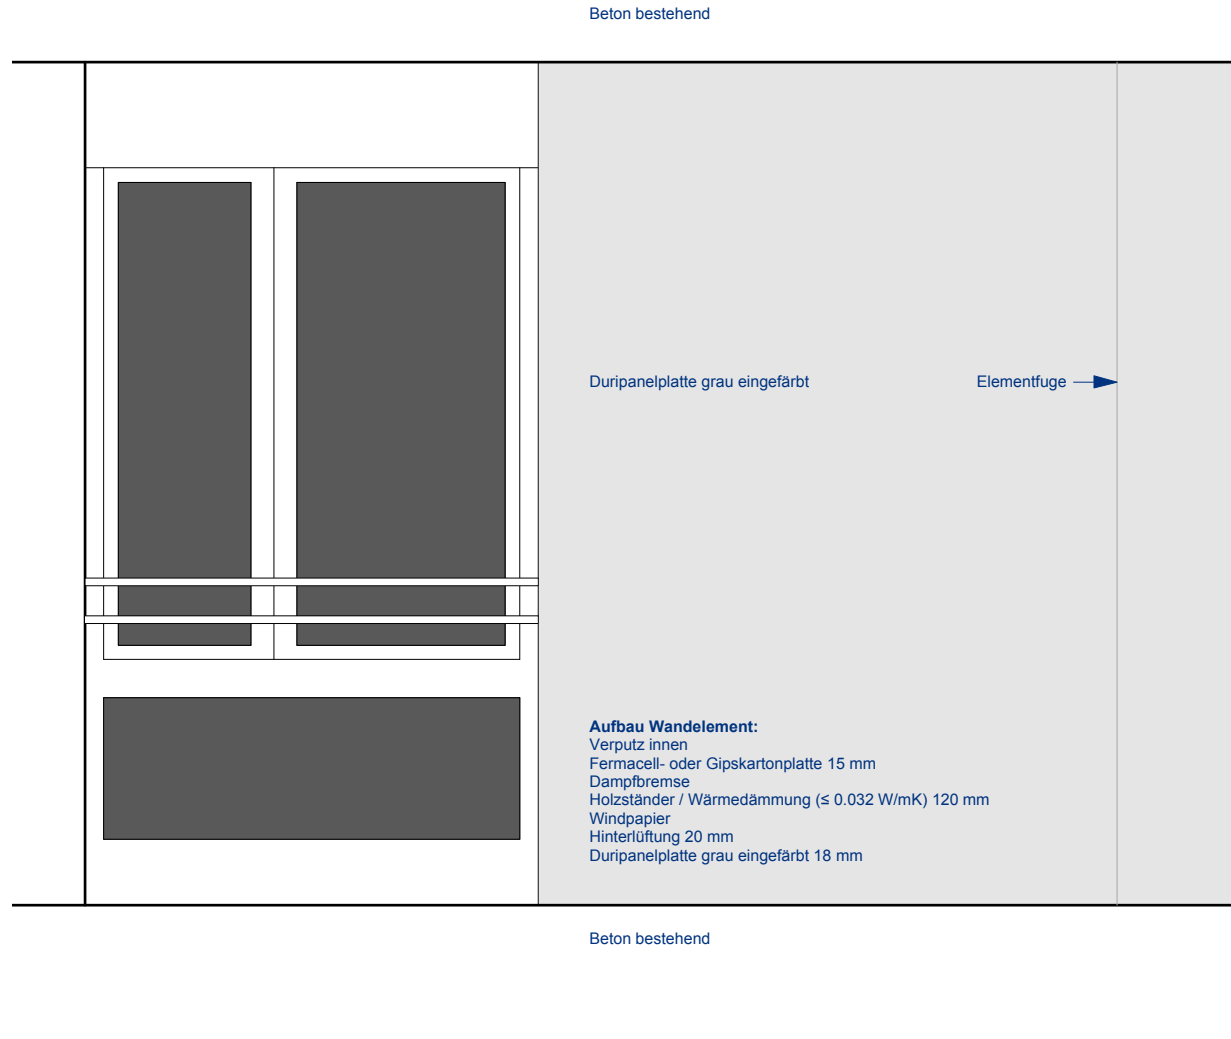 Beton bestehend
Duripanelplatte grau eingefärbt
Elementfuge
Aufbau Wandelement:
Verputz innen
Fermacell- oder Gipskartonplatte 15 mm
Dampfbremse
Holzständer / Wärmedämmung (≤ 0.032 W/mK) 120 mm
Windpapier
Hinterlüftung 20 mm
Duripanelplatte grau eingefärbt 18 mm
Beton bestehend